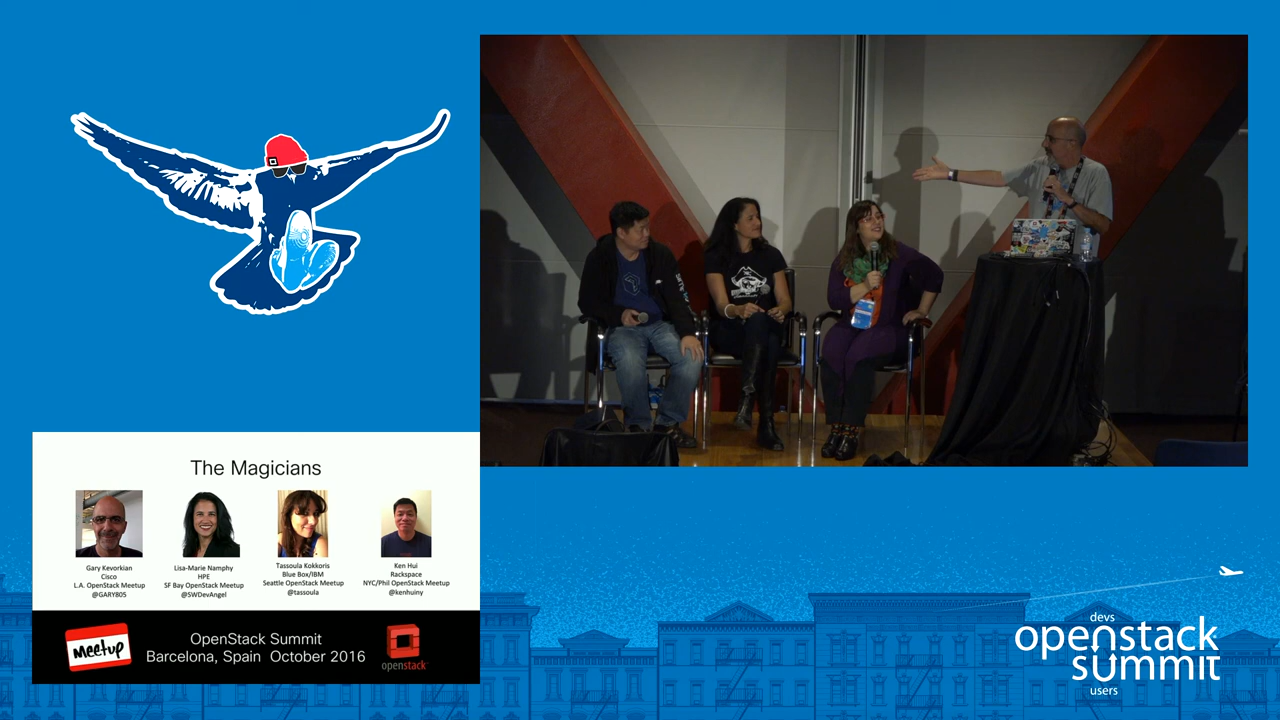 The Magicians
Gary Kevorkian
Cisco
L.A. OpenStack Meetup
@GARY805
Lisa-Marie Namphy
HPE
SF Bay OpenStack Meetup
@SWDevAngel
Tassoula Kokkoris
Blue Box/IBM
Seattle OpenStack Meetup
@tassoula
Ken Hui
Rackspace
NYC/Phil OpenStack Meetup
@kenhuiny
Meetup
OpenStack Summit
Barcelona, Spain October 2016
openstack
devs
openstack
summit
users